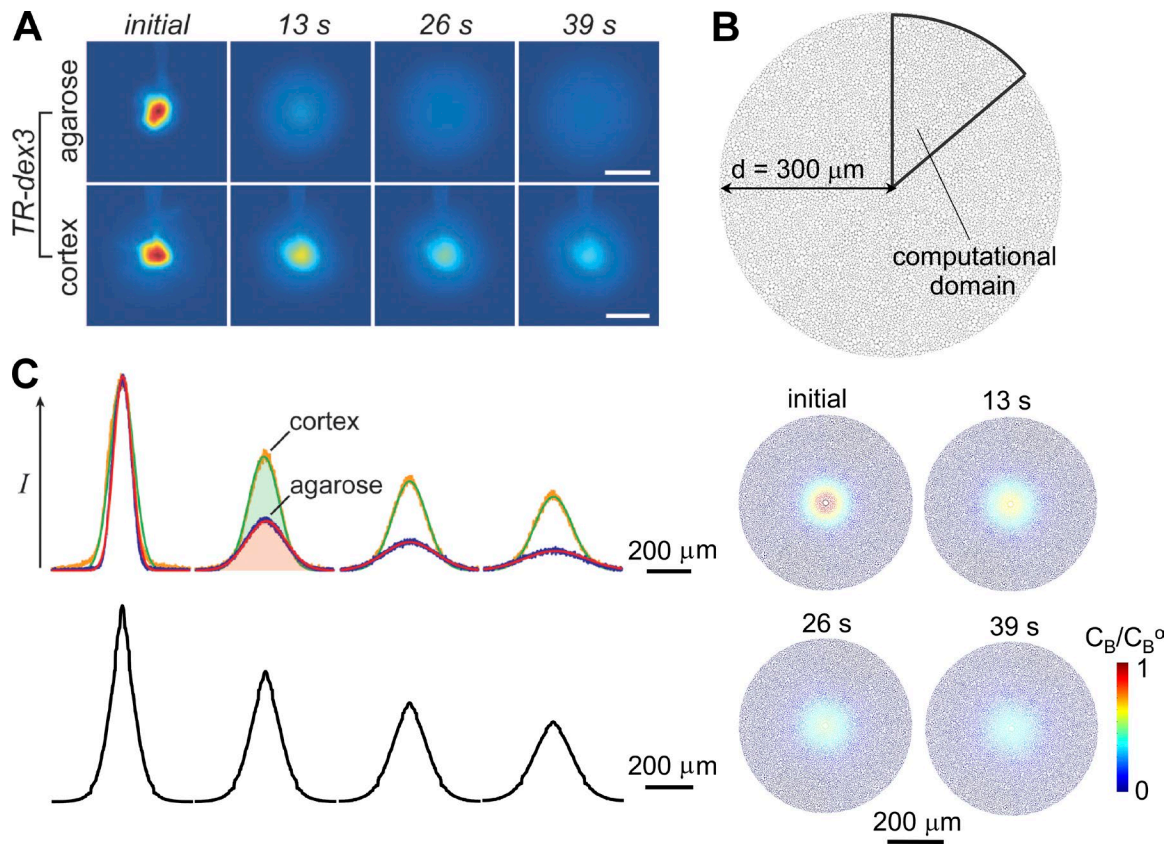 A
initial
13 s
26 s
39 s
TR-dex3
agarose
cortex
B
d = 300 μm
computational
domain
C
I
cortex
agarose
200 μm
200 μm
initial
13 s
26 s
39 s
C_B/C_B^o
1
0
200 μm